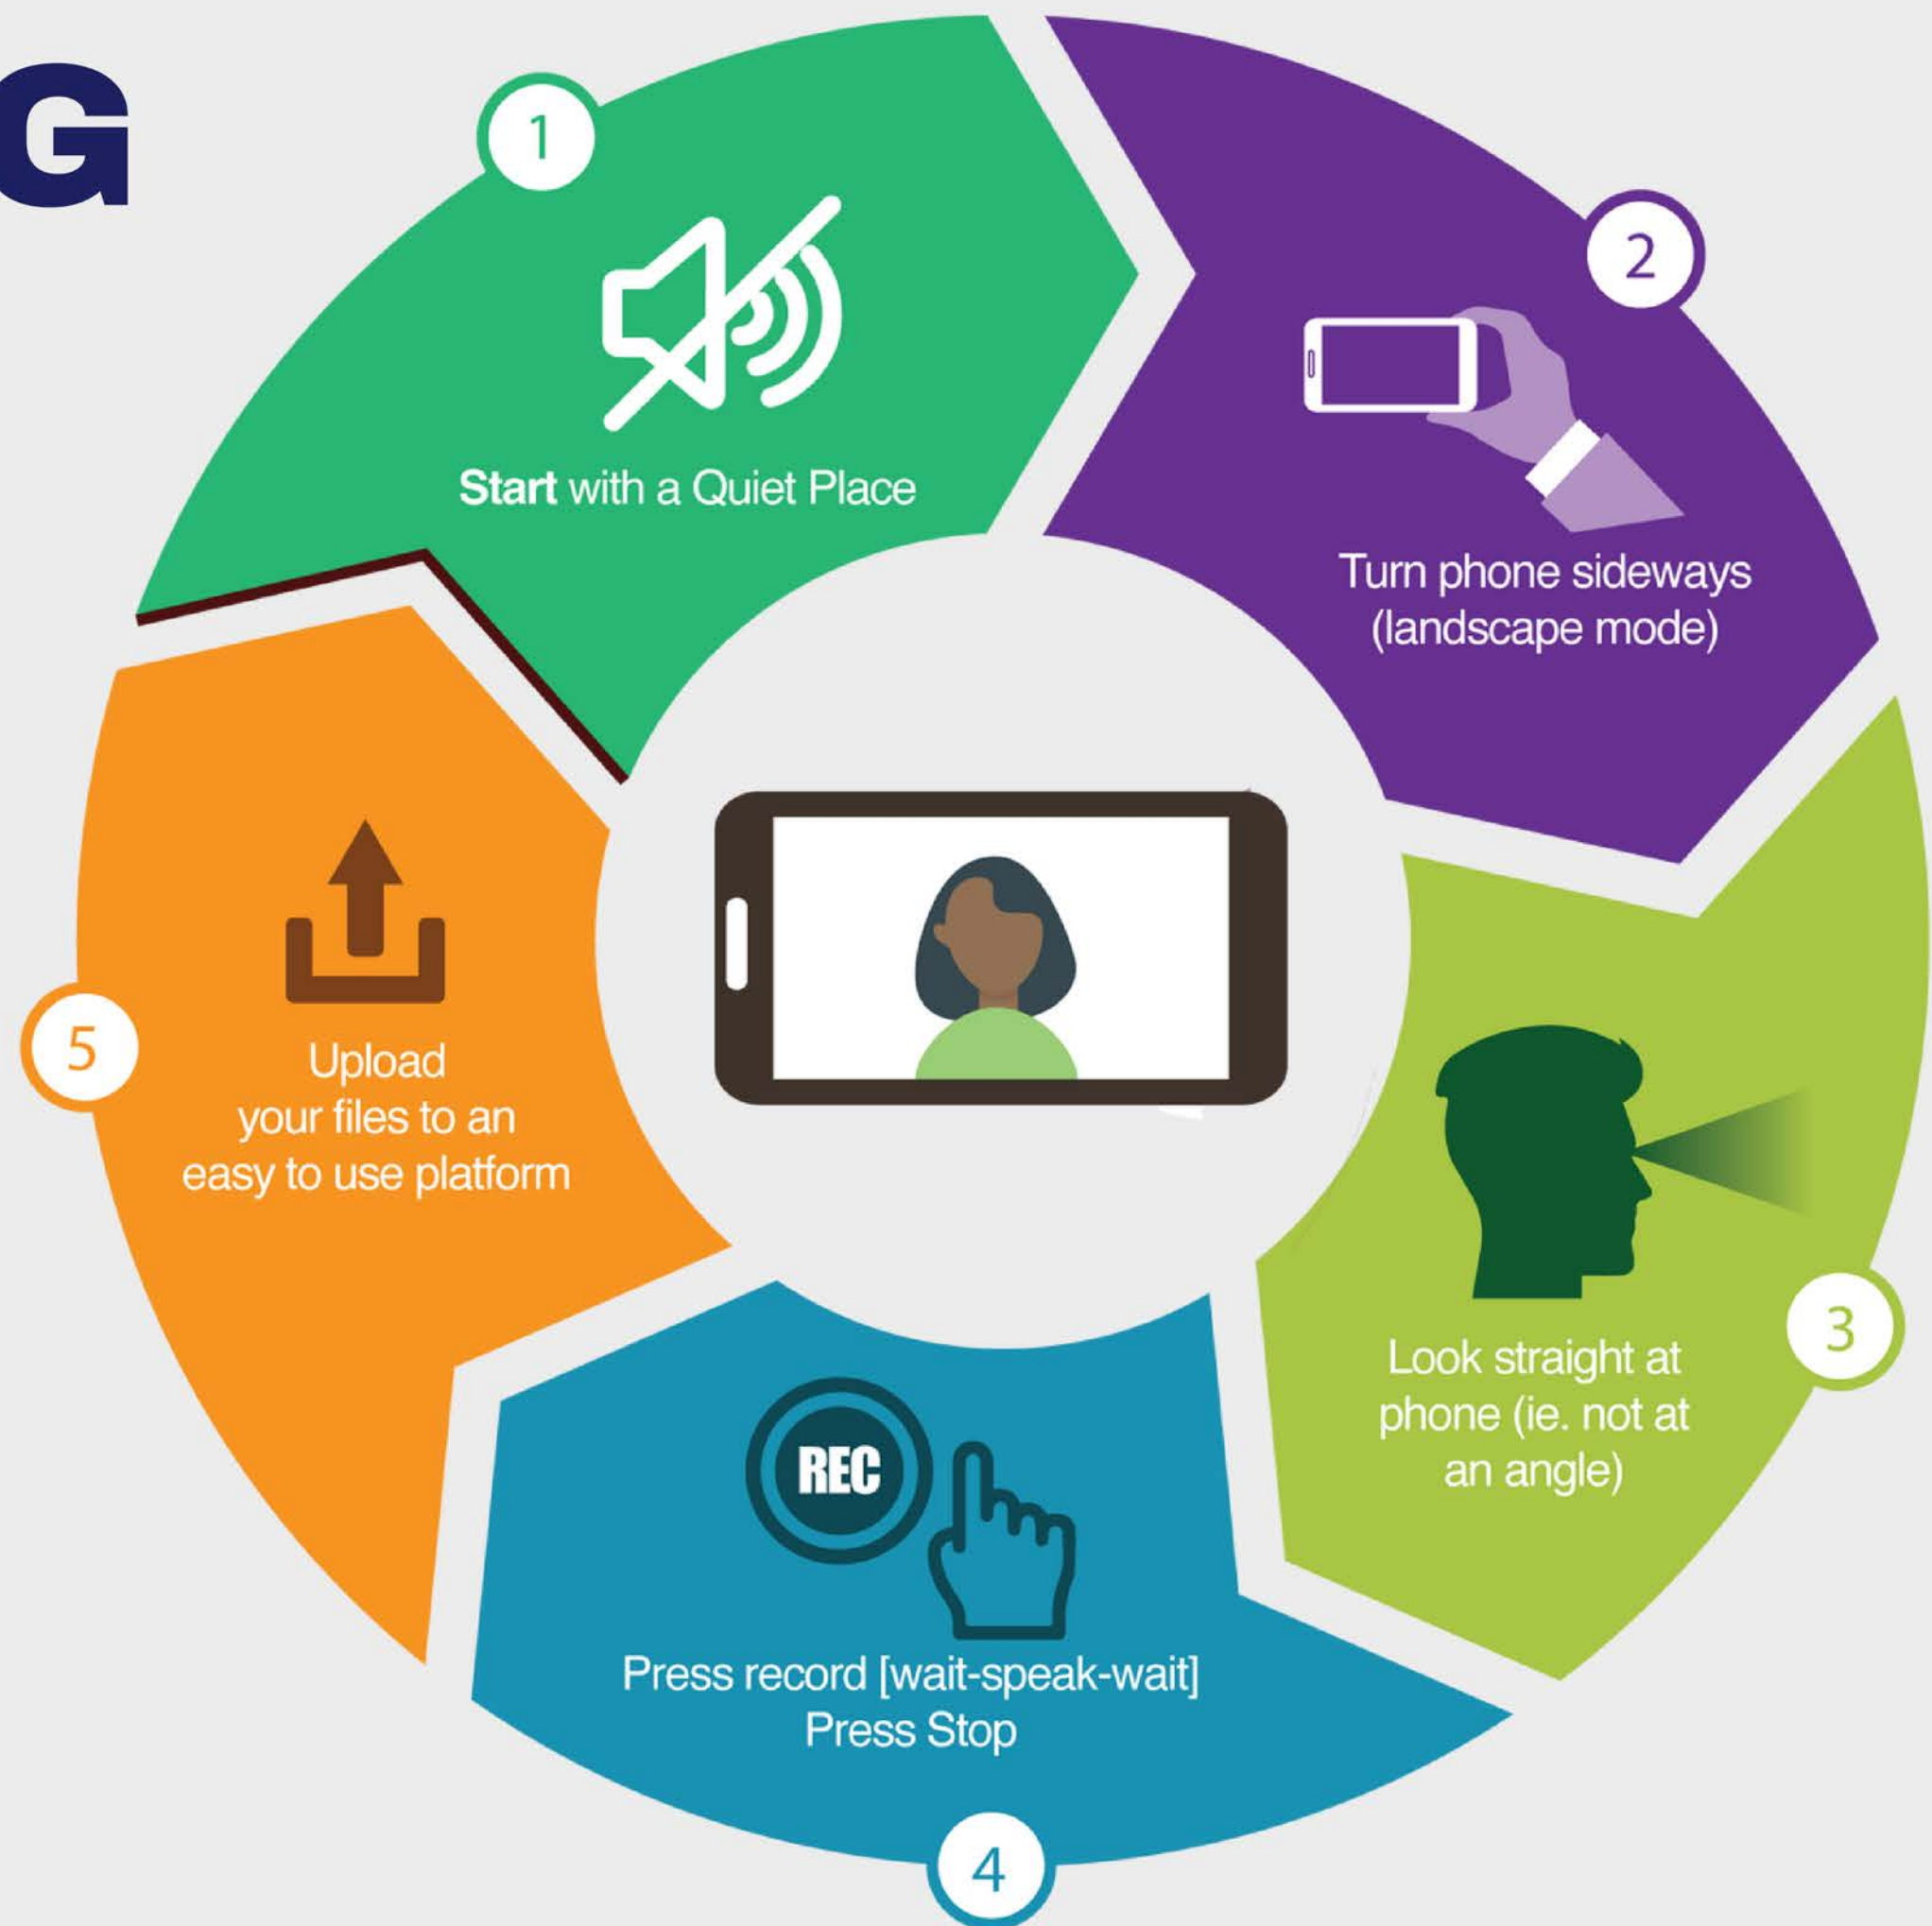 G
1
Start with a Quiet Place
2
Turn phone sideways
(landscape mode)
3
Look straight at
phone (ie. not at
an angle)
REC
Press record [wait-speak-wait]
Press Stop
4
5
Upload
your files to an
easy to use platform